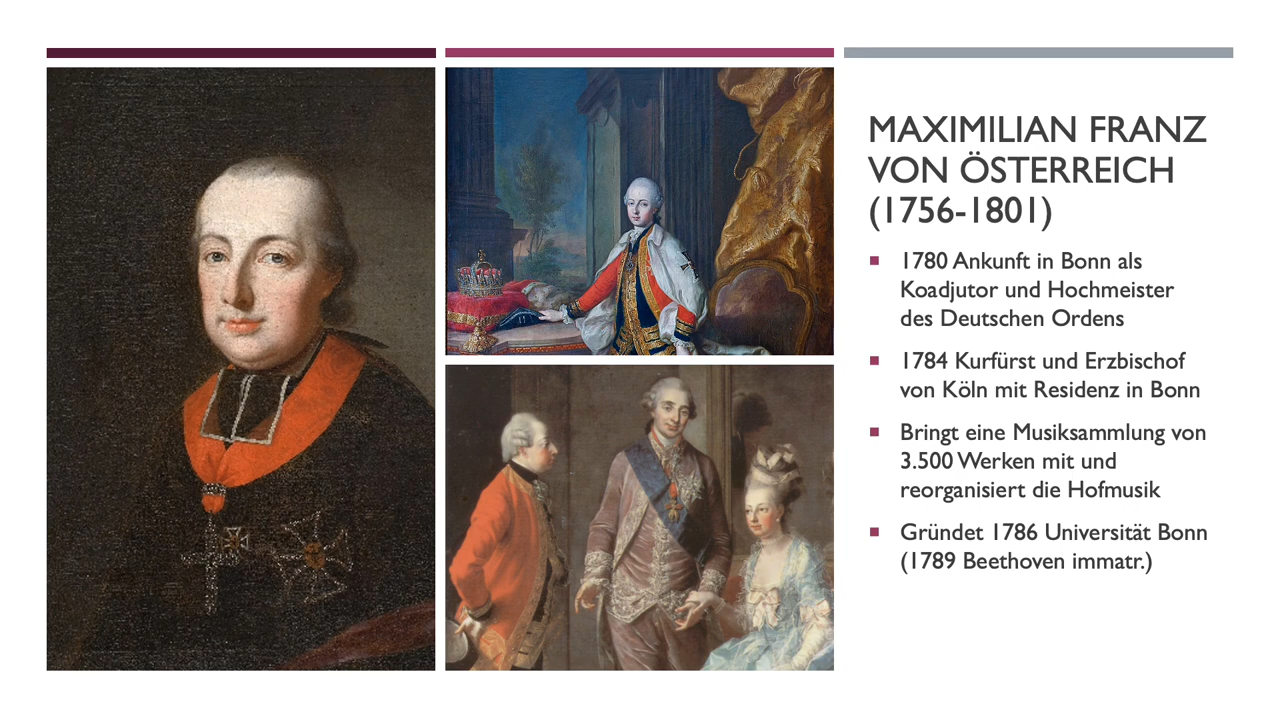 MAXIMILIAN FRANZ
VON ÖSTERREICH
(1756-1801)
▪ 1780 Ankunft in Bonn als
Koadjutor und Hochmeister
des Deutschen Ordens
▪ 1784 Kurfürst und Erzbischof
von Köln mit Residenz in Bonn
▪ Bringt eine Musiksammlung von
3.500 Werken mit und
reorganisiert die Hofmusik
▪ Gründet 1786 Universität Bonn
(1789 Beethoven immatr.)